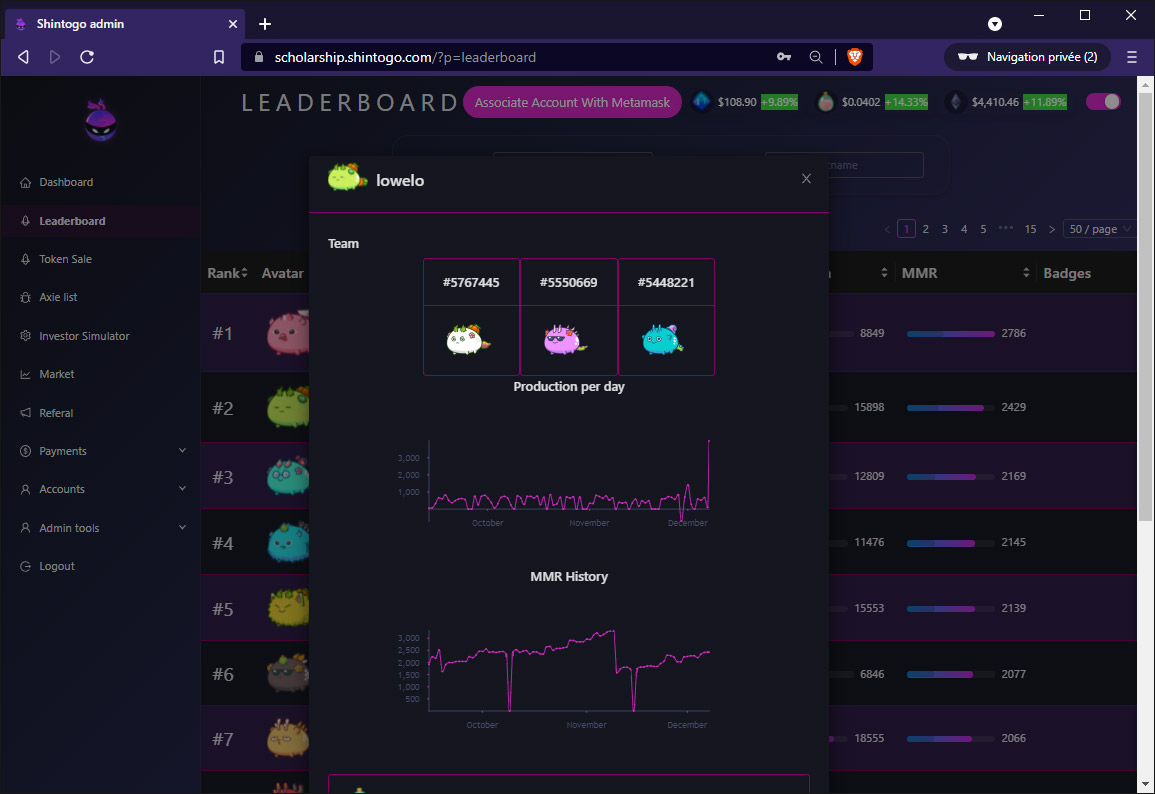 Shintogo admin
scholarship.shintogo.com/?p=leaderboard
Navigation privée (2)
LEADERBOARD
Associate Account With Metamask
$108.90 +9.89%
$0.0402 +14.33%
$4,410.46 +11.89%
Dashboard
Leaderboard
Token Sale
Axie list
Investor Simulator
Market
Referal
Payments
Accounts
Admin tools
Logout
name
1 2 3 4 5 ••• 15 50 / page
Rank Avatar MMR Badges
#1 8849 2786
#2 15898 2429
#3 12809 2169
#4 11476 2145
#5 15553 2139
#6 6846 2077
#7 18555 2066
lowelo
Team
#5767445 #5550669 #5448221
Production per day
3,000
2,000
1,000
October November December
MMR History
3,000
2,500
2,000
1,500
1,000
500
October November December